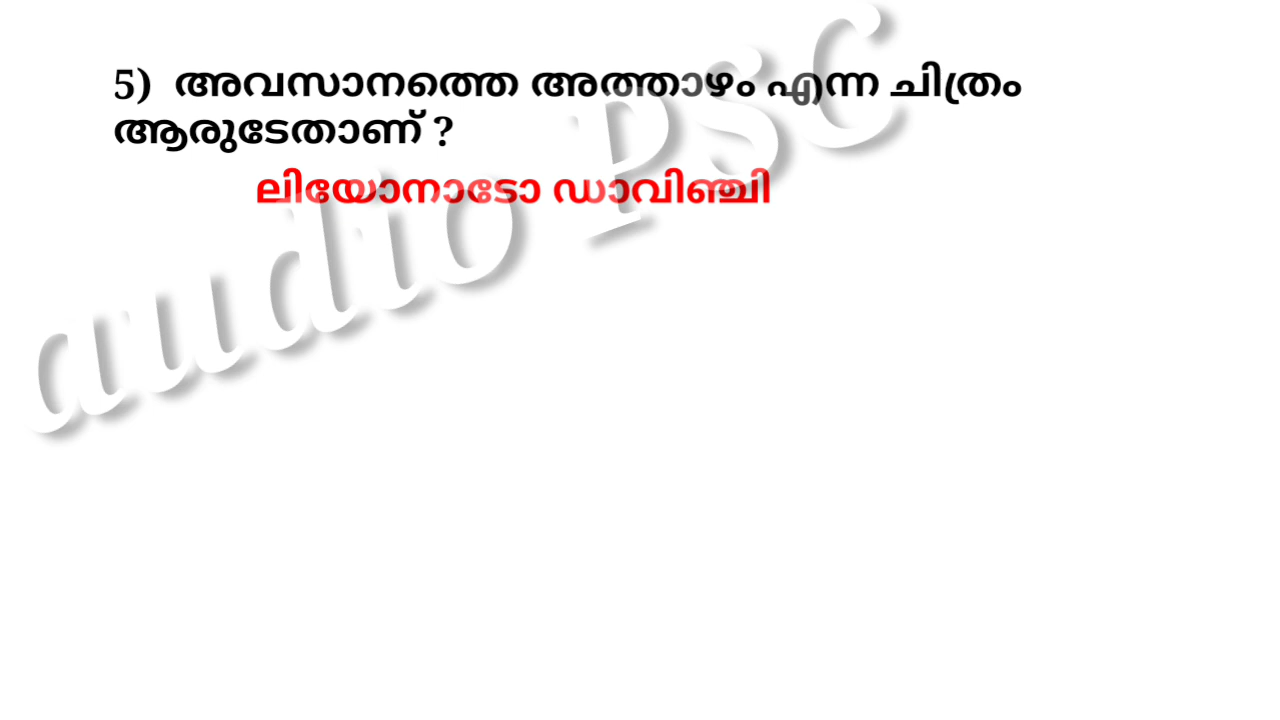 5) അവസാനത്തെ അത്താഴം എന്ന ചിത്രം
ആരുടേതാണ് ?
ലിയോനാടോ ഡാവിഞ്ചി
audio PSC